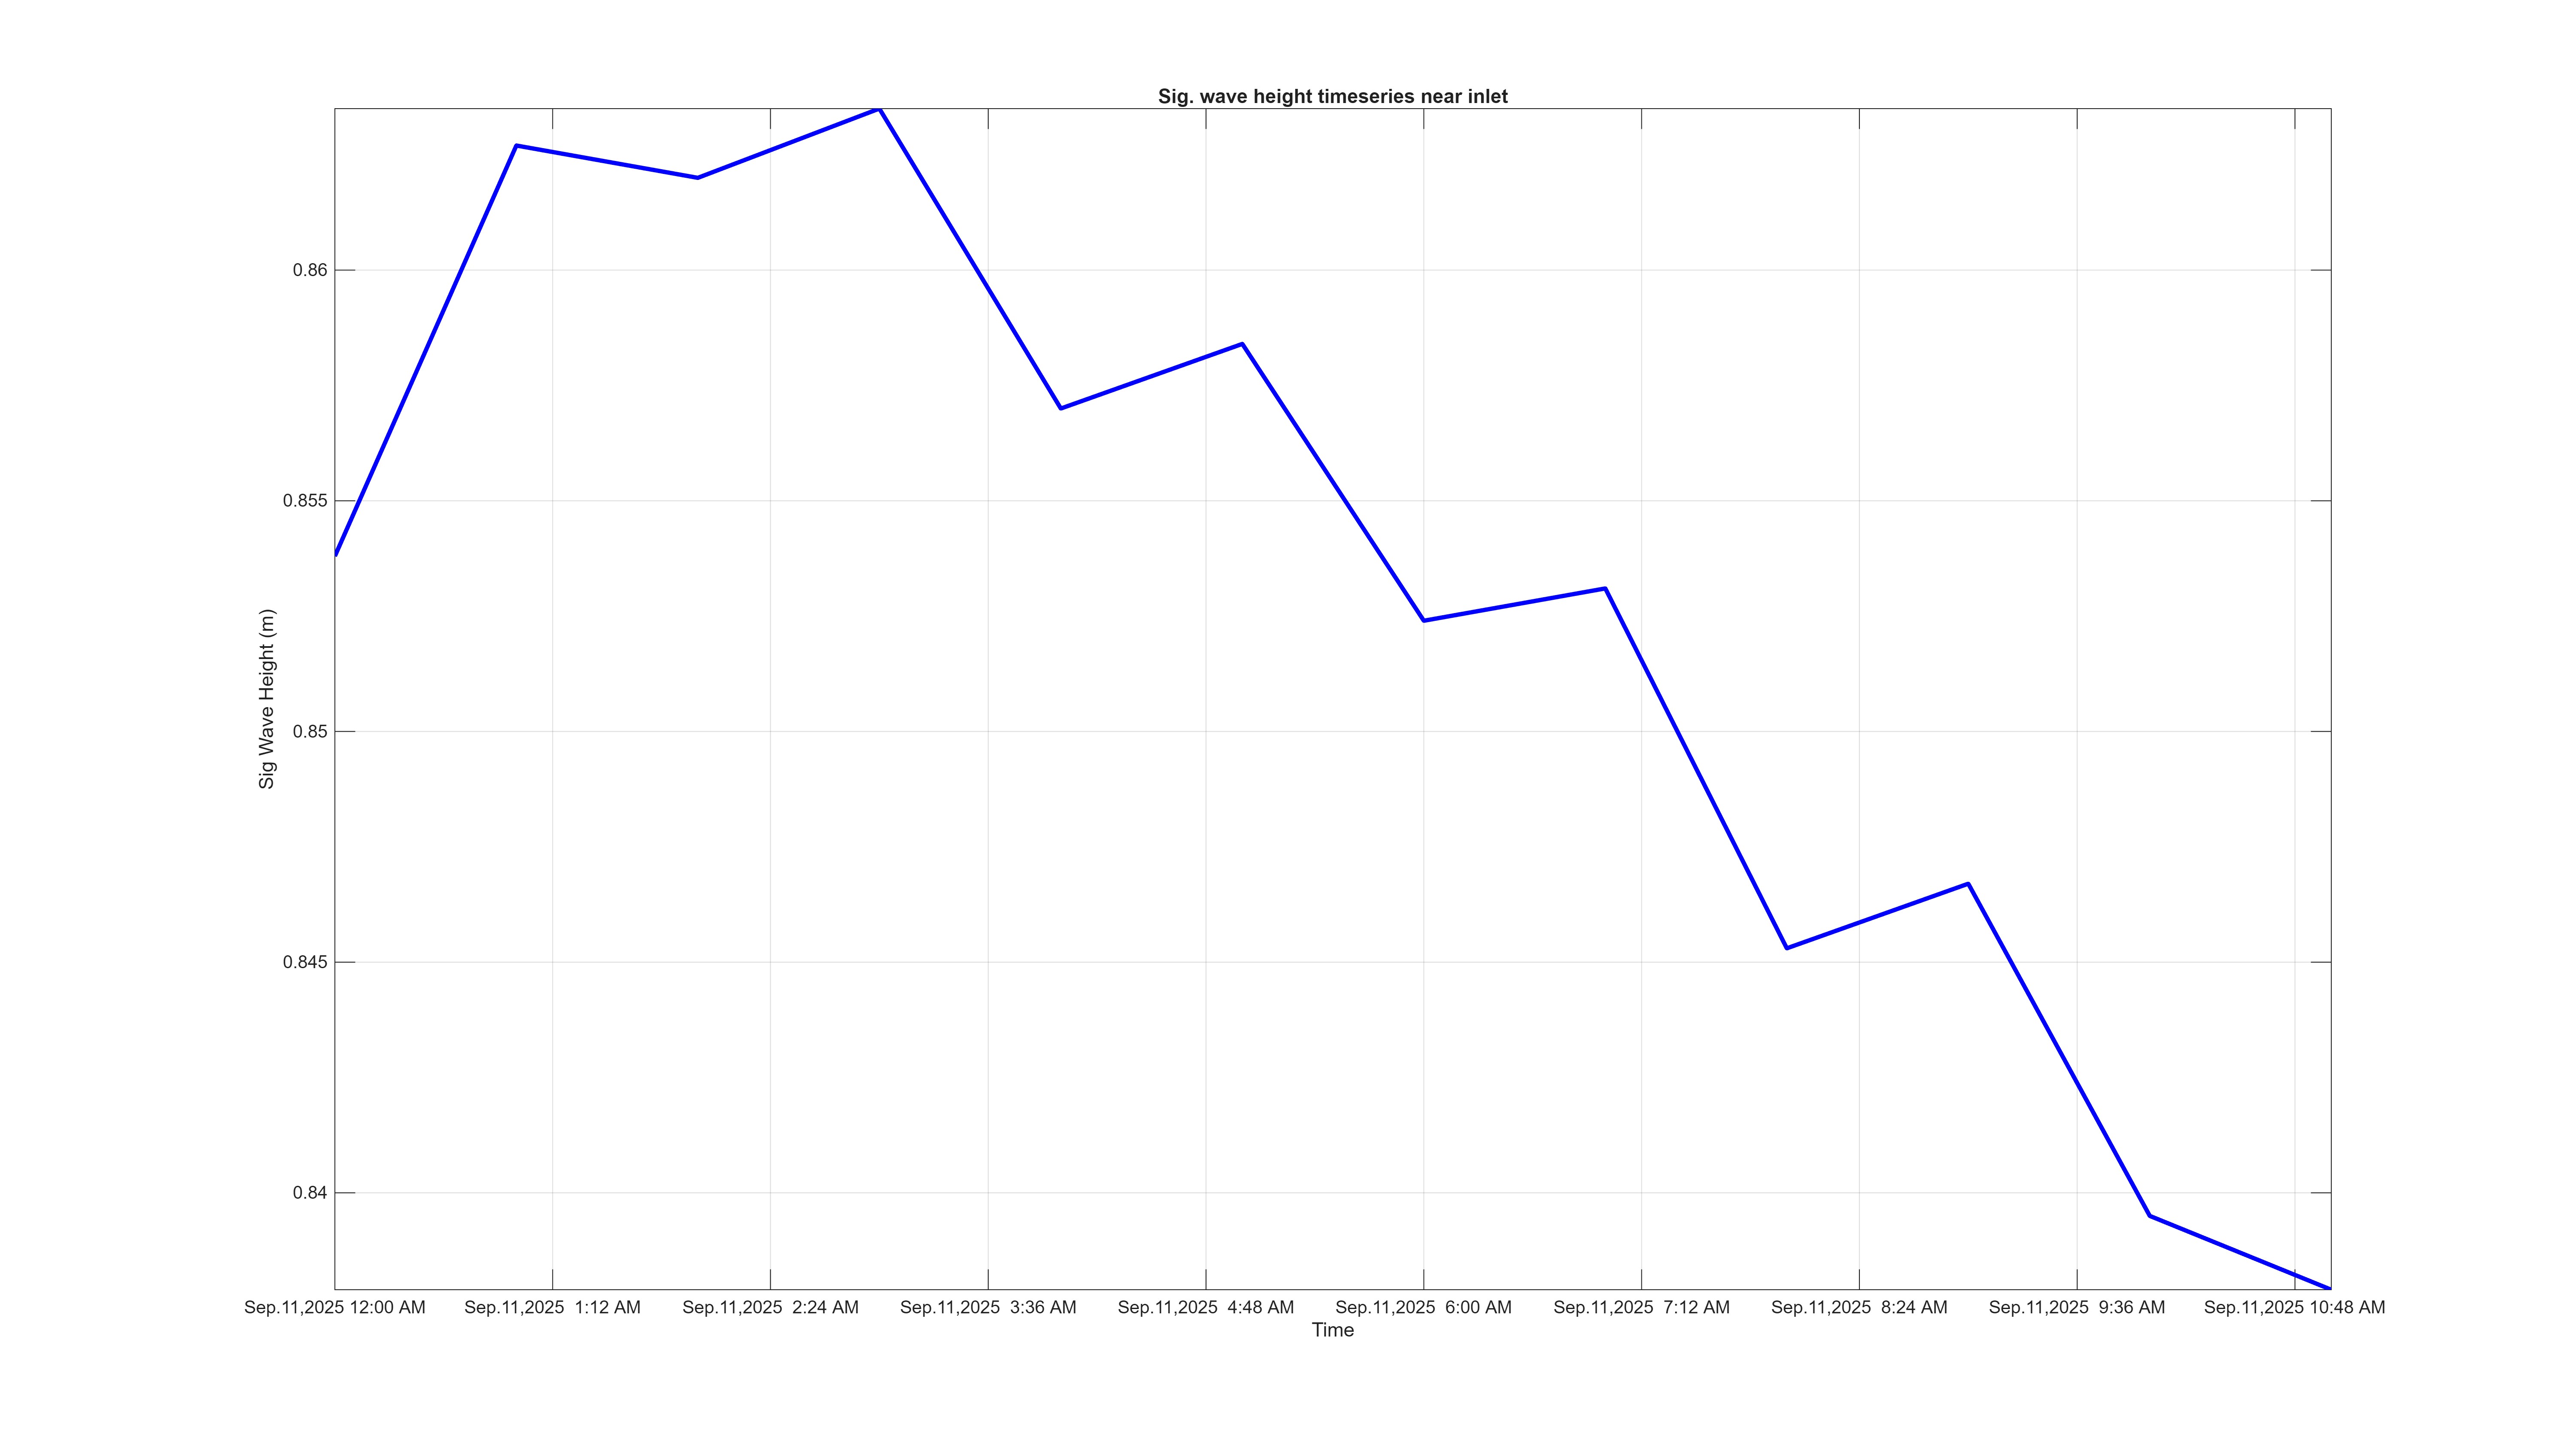 Sig. wave height timeseries near inlet
0.86
0.855
0.85
0.845
0.84
Sig Wave Height (m)
Sep.11,2025 12:00 AM
Sep.11,2025  1:12 AM
Sep.11,2025  2:24 AM
Sep.11,2025  3:36 AM
Sep.11,2025  4:48 AM
Sep.11,2025  6:00 AM
Sep.11,2025  7:12 AM
Sep.11,2025  8:24 AM
Sep.11,2025  9:36 AM
Sep.11,2025 10:48 AM
Time